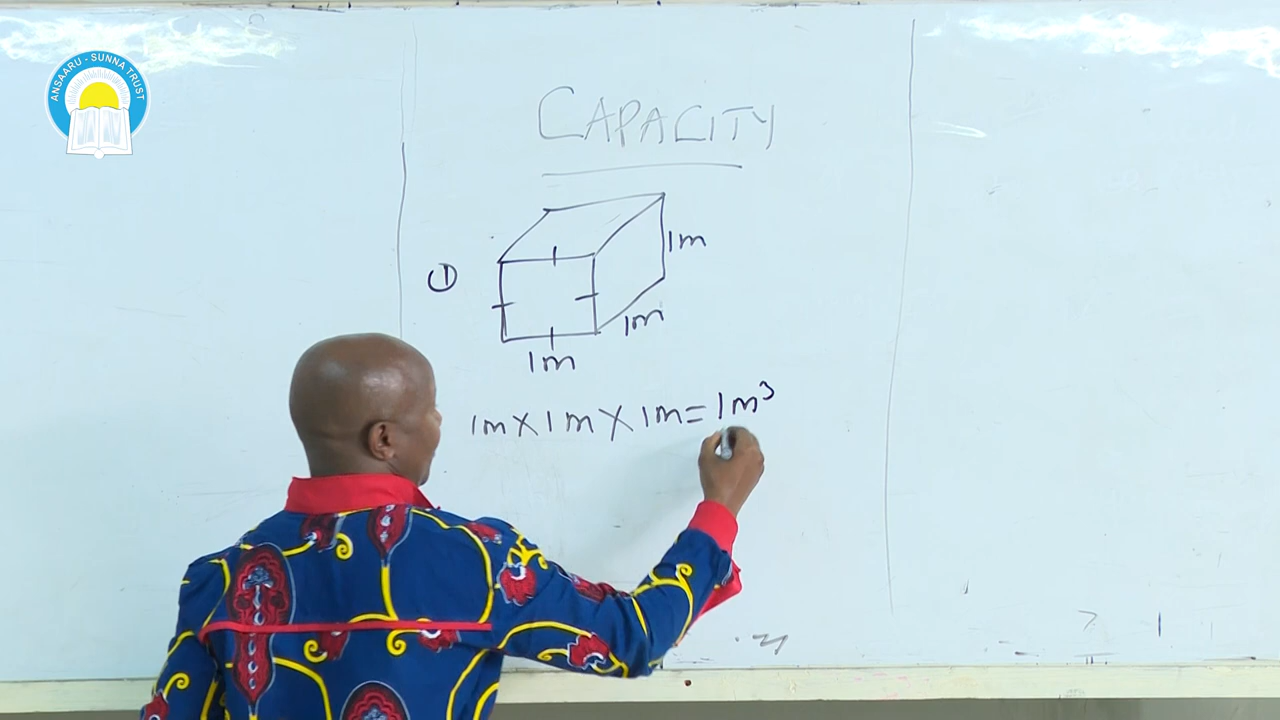 ANSAARU - SUNNA TRUST
CAPACITY
①
1m
1m
1m
1m X 1m X 1m = 1m³